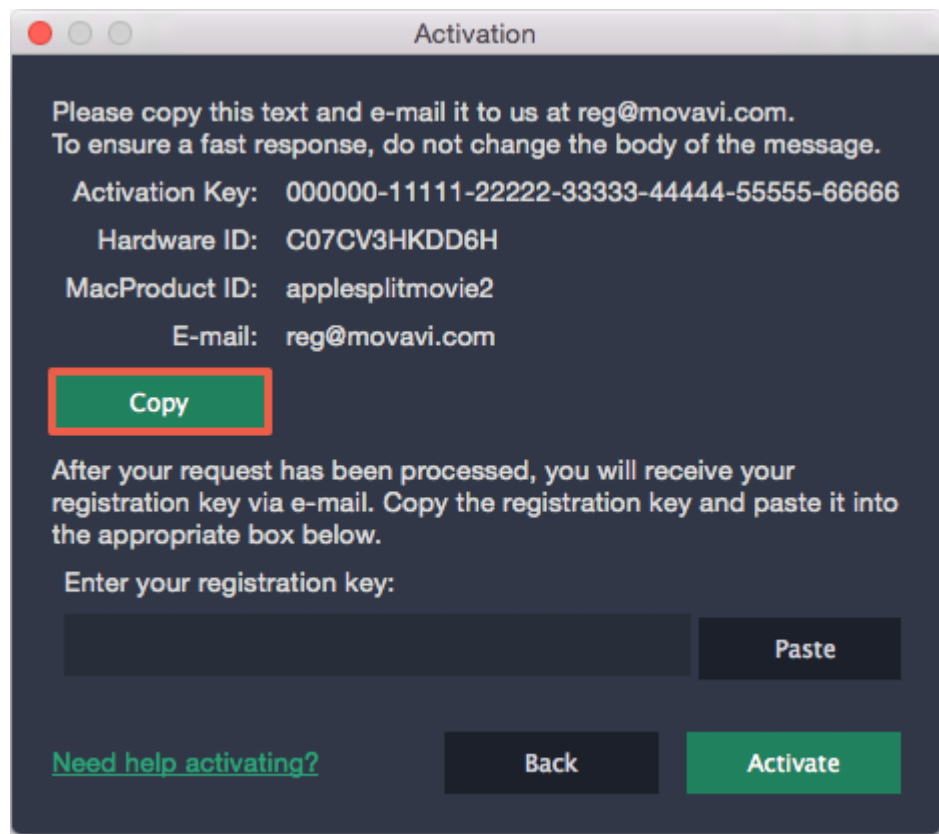 Activation
Please copy this text and e-mail it to us at reg@movavi.com.
To ensure a fast response, do not change the body of the message.
Activation Key: 000000-11111-22222-33333-44444-55555-66666
Hardware ID: C07CV3HKDD6H
MacProduct ID: applesplitmovie2
E-mail: reg@movavi.com
Copy
After your request has been processed, you will receive your
registration key via e-mail. Copy the registration key and paste it into
the appropriate box below.
Enter your registration key:
Paste
Need help activating? Back Activate